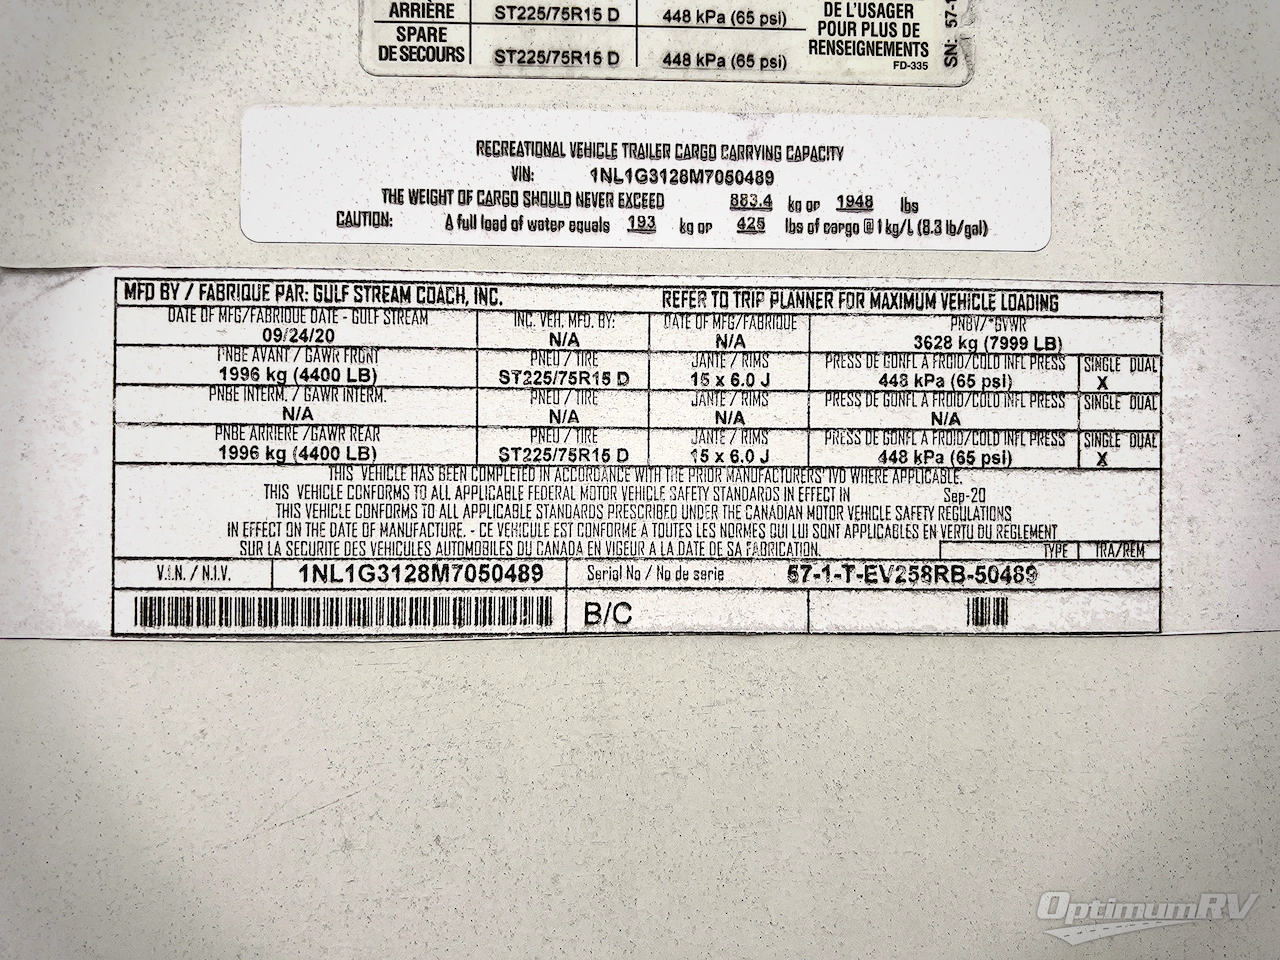 ARRIÈRE ST225/75R15 D 448 kPa (65 psi)
SPARE
DE SECOURS ST225/75R15 D 448 kPa (65 psi)
DE L'USAGER
POUR PLUS DE
RENSEIGNEMENTS
FD-335
SN: 57-1
RECREATIONAL VEHICLE TRAILER CARGO CARRYING CAPACITY
VIN: 1NL1G3128M7050489
THE WEIGHT OF CARGO SHOULD NEVER EXCEED 883.4 kg or 1948 lbs
CAUTION: A full load of water equals 193 kg or 425 lbs of cargo @ 1 kg/L (8.3 lb/gal)
MFD BY / FABRIQUE PAR: GULF STREAM COACH, INC. REFER TO TRIP PLANNER FOR MAXIMUM VEHICLE LOADING
DATE OF MFG/FABRIQUE DATE - GULF STREAM INC. VEH. MFD. BY: DATE OF MFG/FABRIQUE PNBV/*GVWR
09/24/20 N/A N/A 3628 kg (7999 LB)
PNBE AVANT / GAWR FRONT PNEU / TIRE JANTE / RIMS PRESS DE GONFL A FROID/COLD INFL PRESS SINGLE DUAL
1996 kg (4400 LB) ST225/75R15 D 15 x 6.0 J 448 kPa (65 psi) X
PNBE INTERM. / GAWR INTERM. PNEU / TIRE JANTE / RIMS PRESS DE GONFL A FROID/COLD INFL PRESS SINGLE DUAL
N/A N/A N/A N/A
PNBE ARRIERE /GAWR REAR PNEU / TIRE JANTE / RIMS PRESS DE GONFL A FROID/COLD INFL PRESS SINGLE DUAL
1996 kg (4400 LB) ST225/75R15 D 15 x 6.0 J 448 kPa (65 psi) X
THIS VEHICLE HAS BEEN COMPLETED IN ACCORDANCE WITH THE PRIOR MANUFACTURERS' IVD WHERE APPLICABLE.
THIS VEHICLE CONFORMS TO ALL APPLICABLE FEDERAL MOTOR VEHICLE SAFETY STANDARDS IN EFFECT IN Sep-20
THIS VEHICLE CONFORMS TO ALL APPLICABLE STANDARDS PRESCRIBED UNDER THE CANADIAN MOTOR VEHICLE SAFETY REGULATIONS
IN EFFECT ON THE DATE OF MANUFACTURE. - CE VEHICULE EST CONFORME A TOUTES LES NORMES QUI LUI SONT APPLICABLES EN VERTU DU REGLEMENT
SUR LA SECURITE DES VEHICULES AUTOMOBILES DU CANADA EN VIGEUR A LA DATE DE SA FABRICATION. TYPE TRA/REM
V.I.N. / N.I.V. 1NL1G3128M7050489 Serial No / No de serie 57-1-T-EV258RB-50489
B/C
OptimumRV